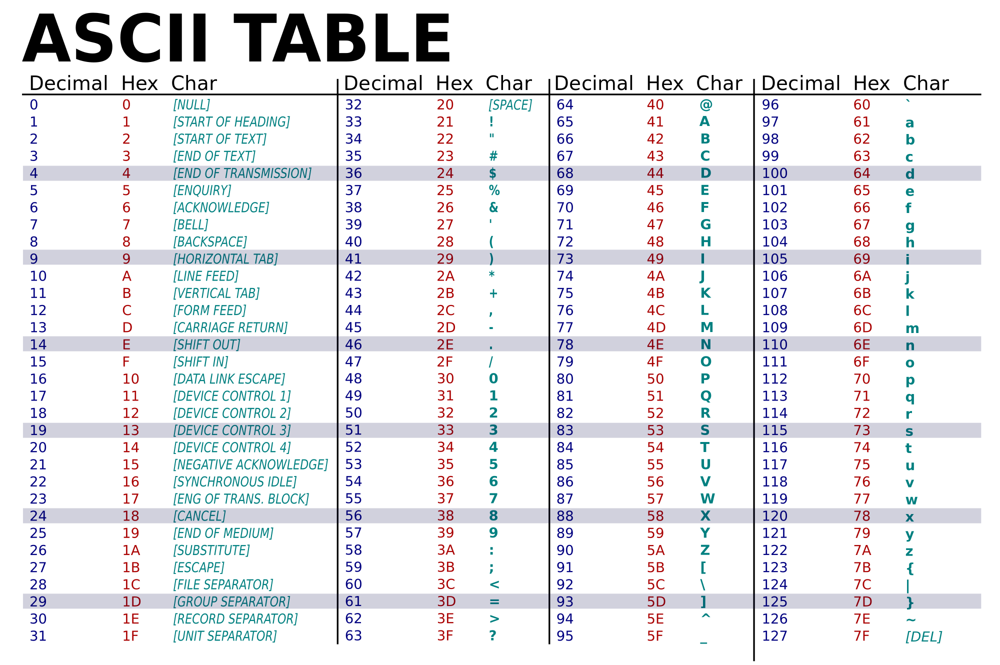 ASCII TABLE
Decimal Hex Char Decimal Hex Char Decimal Hex Char Decimal Hex Char
0 0 [NULL] 32 20 [SPACE] 64 40 @ 96 60 `
1 1 [START OF HEADING] 33 21 ! 65 41 A 97 61 a
2 2 [START OF TEXT] 34 22 " 66 42 B 98 62 b
3 3 [END OF TEXT] 35 23 # 67 43 C 99 63 c
4 4 [END OF TRANSMISSION] 36 24 $ 68 44 D 100 64 d
5 5 [ENQUIRY] 37 25 % 69 45 E 101 65 e
6 6 [ACKNOWLEDGE] 38 26 & 70 46 F 102 66 f
7 7 [BELL] 39 27 ' 71 47 G 103 67 g
8 8 [BACKSPACE] 40 28 ( 72 48 H 104 68 h
9 9 [HORIZONTAL TAB] 41 29 ) 73 49 I 105 69 i
10 A [LINE FEED] 42 2A * 74 4A J 106 6A j
11 B [VERTICAL TAB] 43 2B + 75 4B K 107 6B k
12 C [FORM FEED] 44 2C , 76 4C L 108 6C l
13 D [CARRIAGE RETURN] 45 2D - 77 4D M 109 6D m
14 E [SHIFT OUT] 46 2E . 78 4E N 110 6E n
15 F [SHIFT IN] 47 2F / 79 4F O 111 6F o
16 10 [DATA LINK ESCAPE] 48 30 0 80 50 P 112 70 p
17 11 [DEVICE CONTROL 1] 49 31 1 81 51 Q 113 71 q
18 12 [DEVICE CONTROL 2] 50 32 2 82 52 R 114 72 r
19 13 [DEVICE CONTROL 3] 51 33 3 83 53 S 115 73 s
20 14 [DEVICE CONTROL 4] 52 34 4 84 54 T 116 74 t
21 15 [NEGATIVE ACKNOWLEDGE] 53 35 5 85 55 U 117 75 u
22 16 [SYNCHRONOUS IDLE] 54 36 6 86 56 V 118 76 v
23 17 [ENG OF TRANS. BLOCK] 55 37 7 87 57 W 119 77 w
24 18 [CANCEL] 56 38 8 88 58 X 120 78 x
25 19 [END OF MEDIUM] 57 39 9 89 59 Y 121 79 y
26 1A [SUBSTITUTE] 58 3A : 90 5A Z 122 7A z
27 1B [ESCAPE] 59 3B ; 91 5B [ 123 7B {
28 1C [FILE SEPARATOR] 60 3C < 92 5C \ 124 7C |
29 1D [GROUP SEPARATOR] 61 3D = 93 5D ] 125 7D }
30 1E [RECORD SEPARATOR] 62 3E > 94 5E ^ 126 7E ~
31 1F [UNIT SEPARATOR] 63 3F ? 95 5F _ 127 7F [DEL]